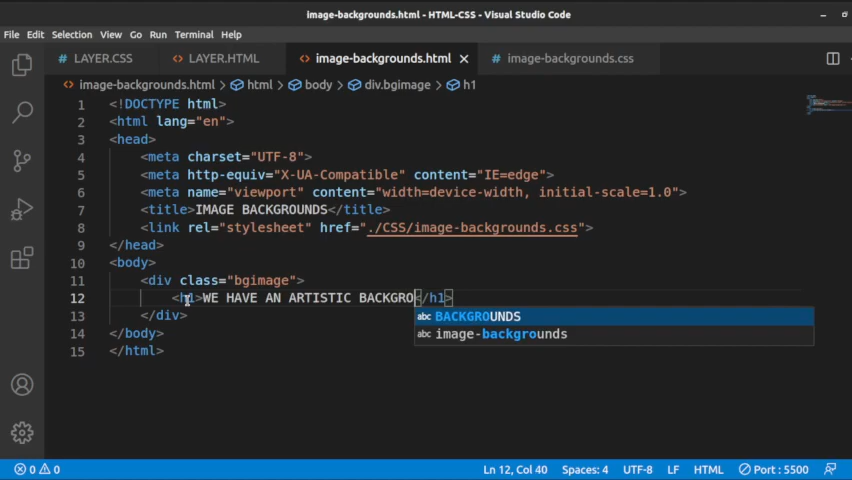 image-backgrounds.html - HTML-CSS - Visual Studio Code
File Edit Selection View Go Run Terminal Help
# LAYER.CSS <> LAYER.HTML <> image-backgrounds.html × # image-backgrounds.css
<> image-backgrounds.html > html > body > div.bgimage > h1
1 <!DOCTYPE html>
2 <html lang="en">
3 <head>
4 <meta charset="UTF-8">
5 <meta http-equiv="X-UA-Compatible" content="IE=edge">
6 <meta name="viewport" content="width=device-width, initial-scale=1.0">
7 <title>IMAGE BACKGROUNDS</title>
8 <link rel="stylesheet" href="./CSS/image-backgrounds.css">
9 </head>
10 <body>
11 <div class="bgimage">
12 <h1>WE HAVE AN ARTISTIC BACKGRO</h1>
abc BACKGROUNDS
13 </div>
abc image-backgrounds
14 </body>
15 </html>
0 0 Ln 12, Col 40 Spaces: 4 UTF-8 LF HTML Port : 5500